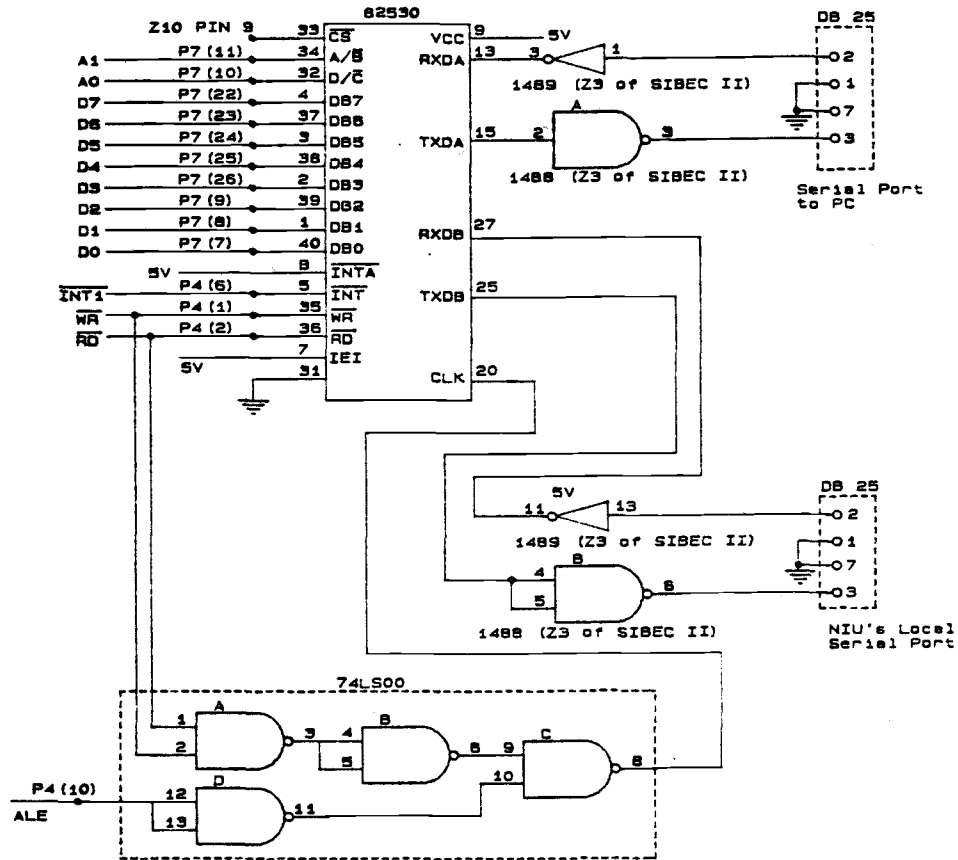 82530
Z10 PIN 9 33 CS
A1 P7 (11) 34 A/B
A0 P7 (10) 32 D/C
D7 P7 (22) 4 DB7
D6 P7 (23) 37 DB6
D5 P7 (24) 3 DB5
D4 P7 (25) 38 DB4
D3 P7 (26) 2 DB3
D2 P7 (9) 39 DB2
D1 P7 (8) 1 DB1
D0 P7 (7) 40 DB0
5V 8 INTA
INT1 P4 (6) 5 INT
WR P4 (1) 35 WR
RD P4 (2) 36 RD
5V 7 IEI
31
VCC 9 5V
RXDA 13 3 1
1489 (Z3 of SIBEC II)
TXDA 15 2 A 3
1488 (Z3 of SIBEC II)
RXDB 27
TXDB 25
CLK 20
DB 25
2
1
7
3
Serial Port
to PC
5V
11 13
1489 (Z3 of SIBEC II)
B
4 6
5
1488 (Z3 of SIBEC II)
DB 25
2
1
7
3
NIU's Local
Serial Port
74LS00
A
1 3
2
B
4 6
5
C
9 8
10
D
12 11
13
P4 (10)
ALE